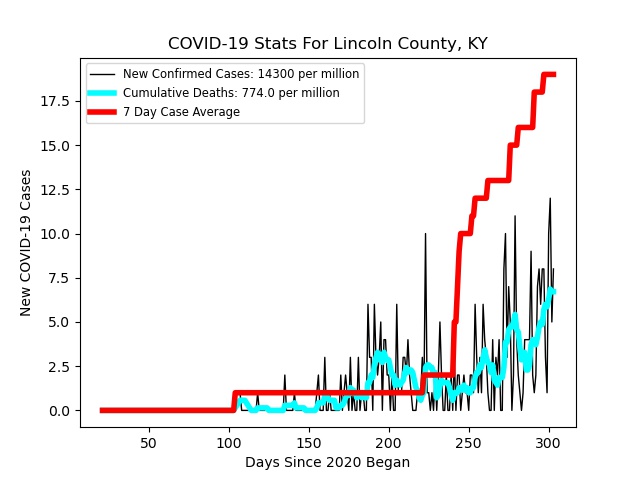 COVID-19 Stats For Lincoln County, KY
New Confirmed Cases: 14300 per million
Cumulative Deaths: 774.0 per million
7 Day Case Average
New COVID-19 Cases
17.5
15.0
12.5
10.0
7.5
5.0
2.5
0.0
50 100 150 200 250 300
Days Since 2020 Began